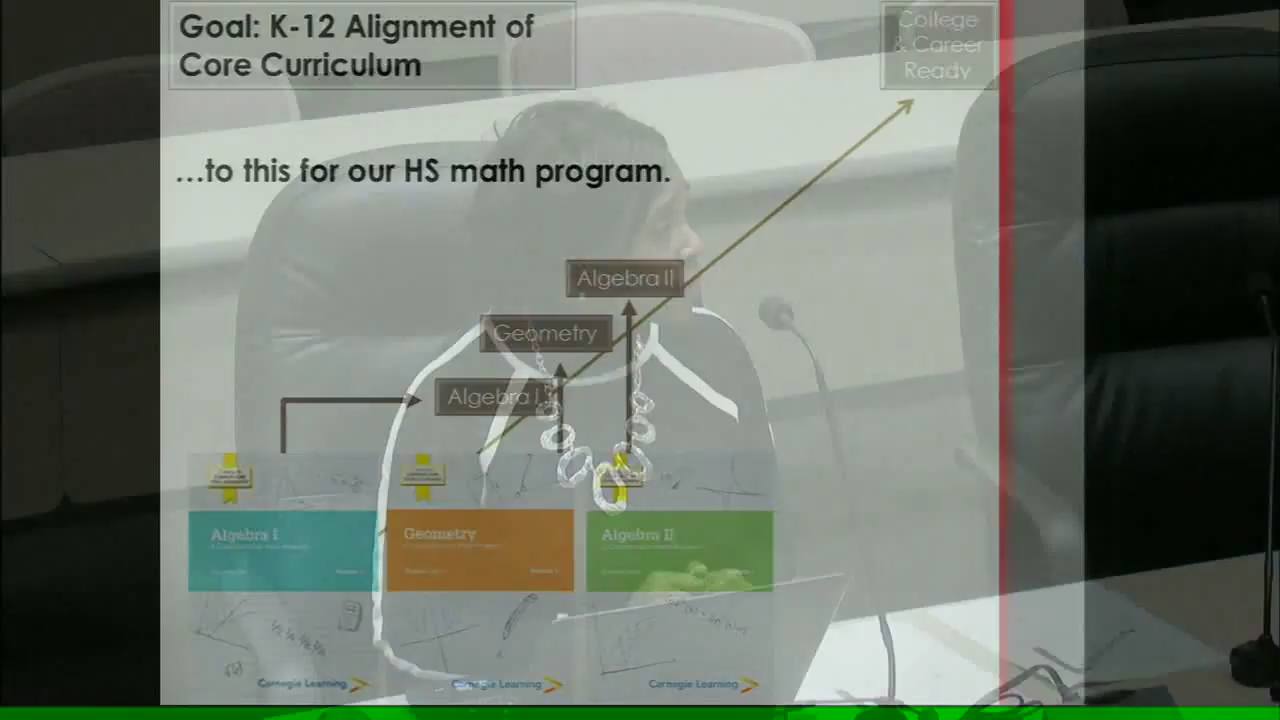 Goal: K-12 Alignment of
Core Curriculum
College
& Career
Ready
...to this for our HS math program.
Algebra II
Geometry
Algebra I
Algebra I
Geometry
Algebra II
Carnegie Learning
Carnegie Learning
Carnegie Learning